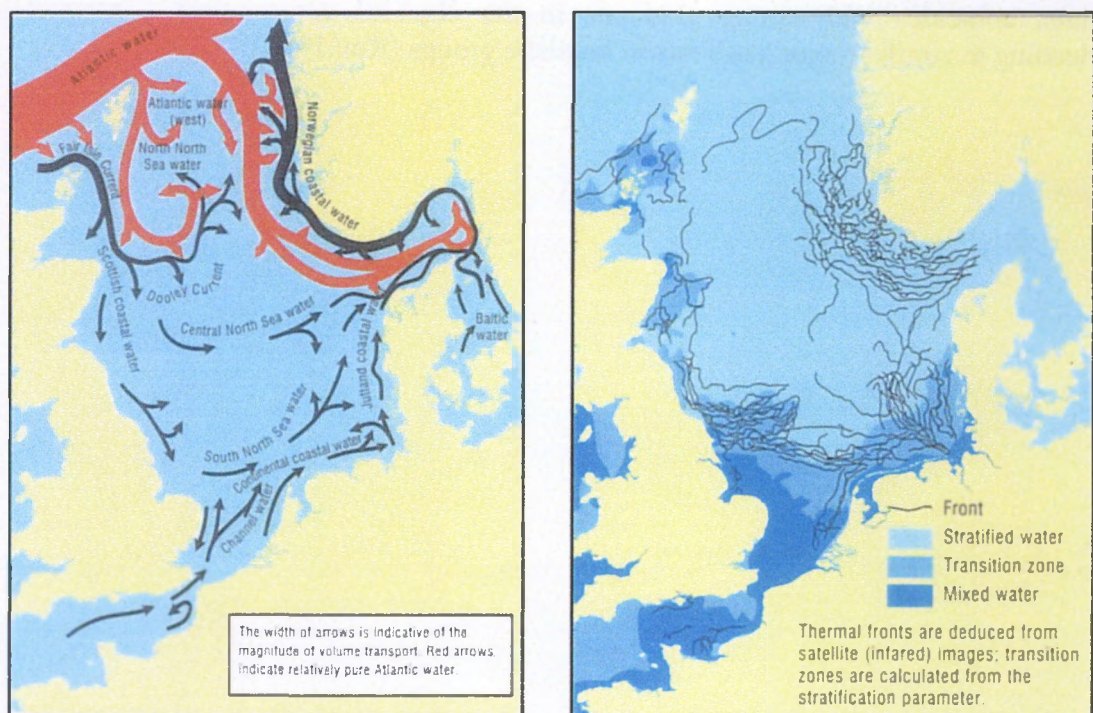 Atlantic water
Atlantic water
(west)
North North
Sea water
Fair Isle Current
Norwegian coastal water
Scottish coastal water
Dooley Current
Central North Sea water
Jutland coastal water
Baltic
water
South North Sea water
Continental coastal water
Channel water
The width of arrows is indicative of the
magnitude of volume transport. Red arrows
indicate relatively pure Atlantic water.
Front
Stratified water
Transition zone
Mixed water
Thermal fronts are deduced from
satellite (infared) images; transition
zones are calculated from the
stratification parameter.